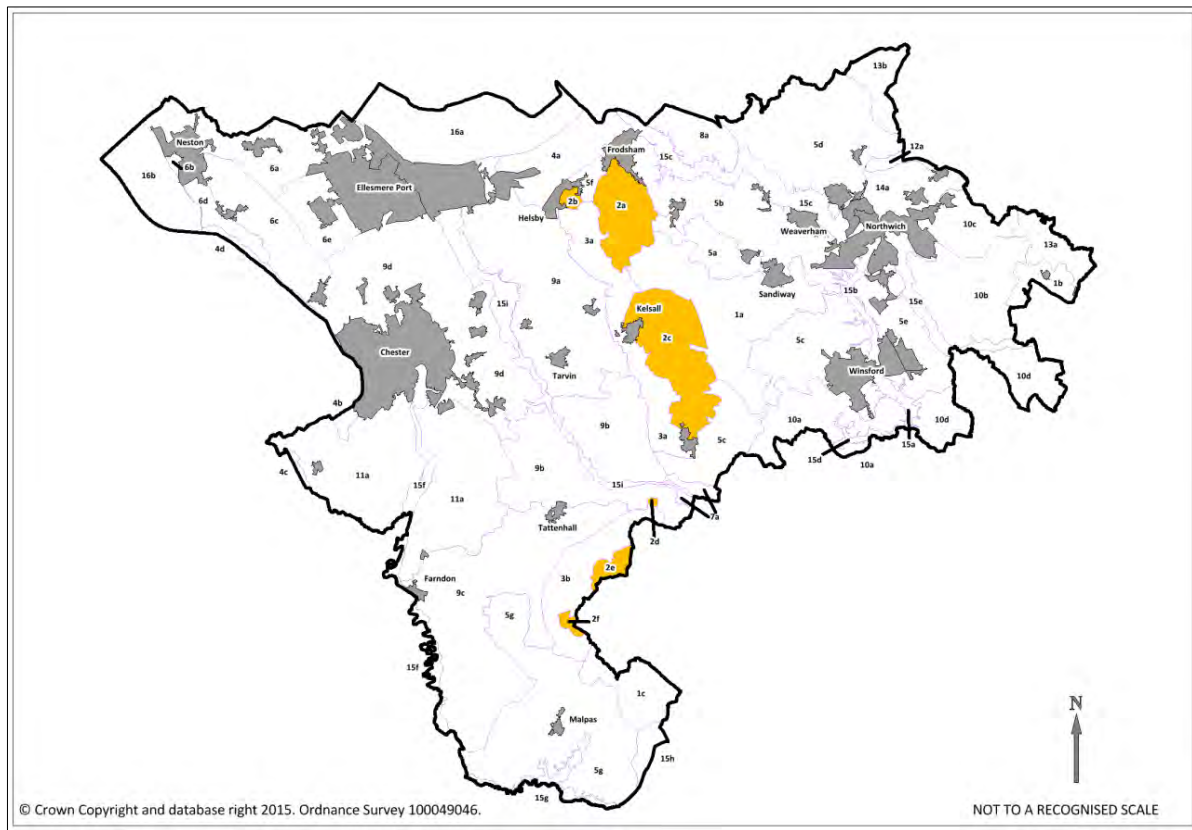 13b
Neston
16a
8a
5d
12a
6b
6a
16b
4a
Frodsham
15c
Ellesmere Port
5f
14a
6d
2b
2a
5b
15c
6c
Helsby
Weaverham
Northwich
10c
6e
3a
4d
5a
13a
9d
9a
Sandiway
1b
15i
15b
15e
10b
Kelsall
1a
5e
2c
5c
Chester
Tarvin
9d
Winsford
10d
4b
9b
3a
5c
10a
10d
15a
15d
10a
4c
11a
15f
11a
9b
15i
7a
Tattenhall
2d
2e
Farndon
3b
9c
5g
2f
15f
1c
N
Malpas
15h
5g
15g
© Crown Copyright and database right 2015. Ordnance Survey 100049046.
NOT TO A RECOGNISED SCALE